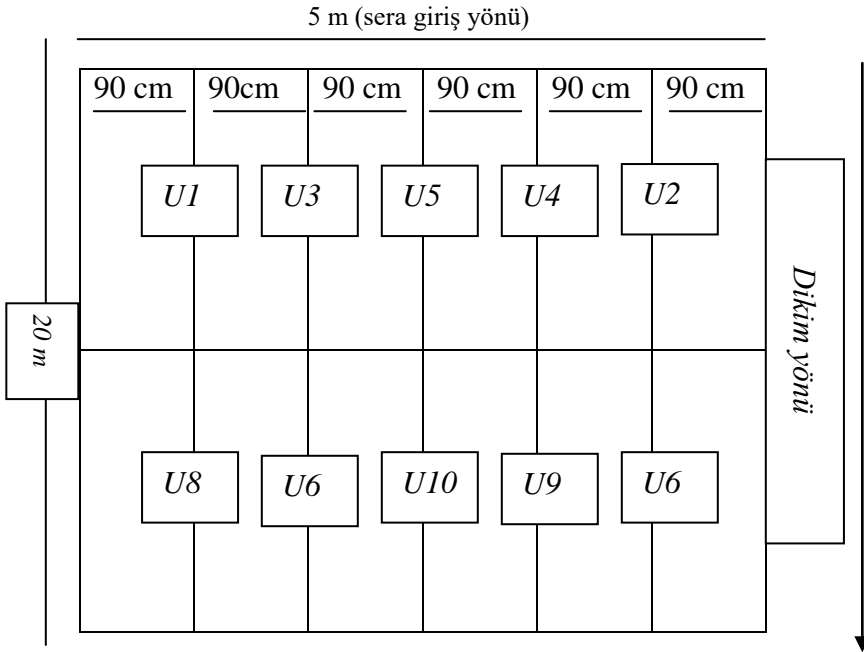 5 m (sera giriş yönü)
90 cm 90cm 90 cm 90 cm 90 cm 90 cm
U1 U3 U5 U4 U2
20 m
Dikim yönü
U8 U6 U10 U9 U6